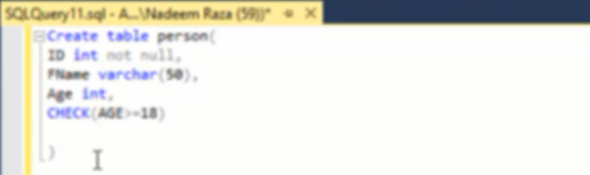 SQLQuery11.sql - A...\Nadeem Raza (59))*
Create table person(
ID int not null,
FName varchar(50),
Age int,
CHECK(AGE>=18)
)